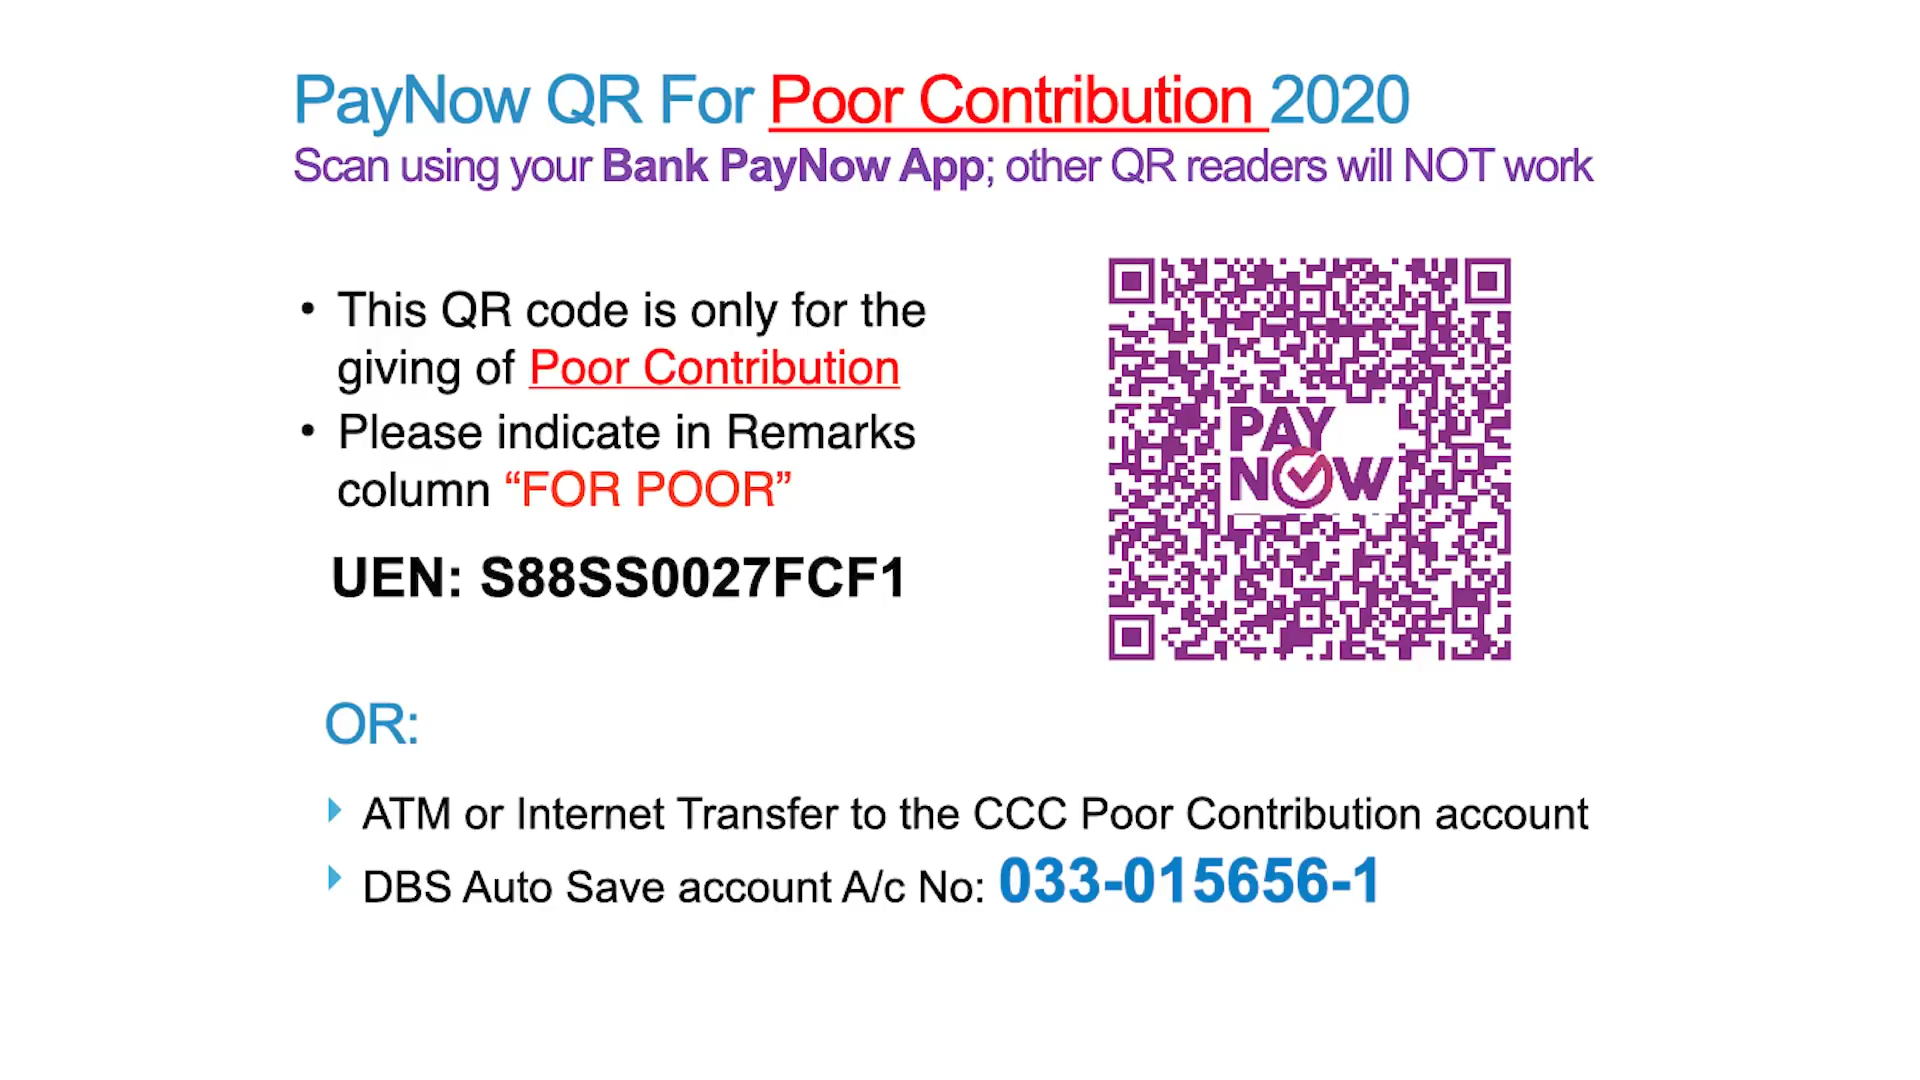 PayNow QR For Poor Contribution 2020
Scan using your Bank PayNow App; other QR readers will NOT work
• This QR code is only for the
giving of Poor Contribution
• Please indicate in Remarks
column “FOR POOR”
UEN: S88SS0027FCF1
PAY
NOW
OR:
ATM or Internet Transfer to the CCC Poor Contribution account
DBS Auto Save account A/c No: 033-015656-1